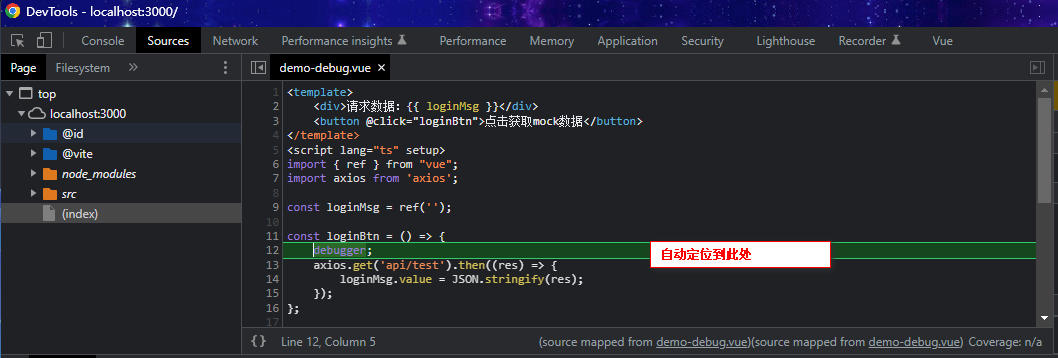 DevTools - localhost:3000/
Console Sources Network Performance insights Performance Memory Application Security Lighthouse Recorder Vue
Page Filesystem » demo-debug.vue ×
top
localhost:3000
@id
@vite
node_modules
src
(index)
1 <template>
2 <div>请求数据: {{ loginMsg }}</div>
3 <button @click="loginBtn">点击获取mock数据</button>
4 </template>
5 <script lang="ts" setup>
6 import { ref } from "vue";
7 import axios from 'axios';
8
9 const loginMsg = ref('');
10
11 const loginBtn = () => {
12 debugger;
自动定位到此处
13 axios.get('api/test').then((res) => {
14 loginMsg.value = JSON.stringify(res);
15 });
16 };
17
{} Line 12, Column 5 (source mapped from demo-debug.vue)(source mapped from demo-debug.vue) Coverage: n/a